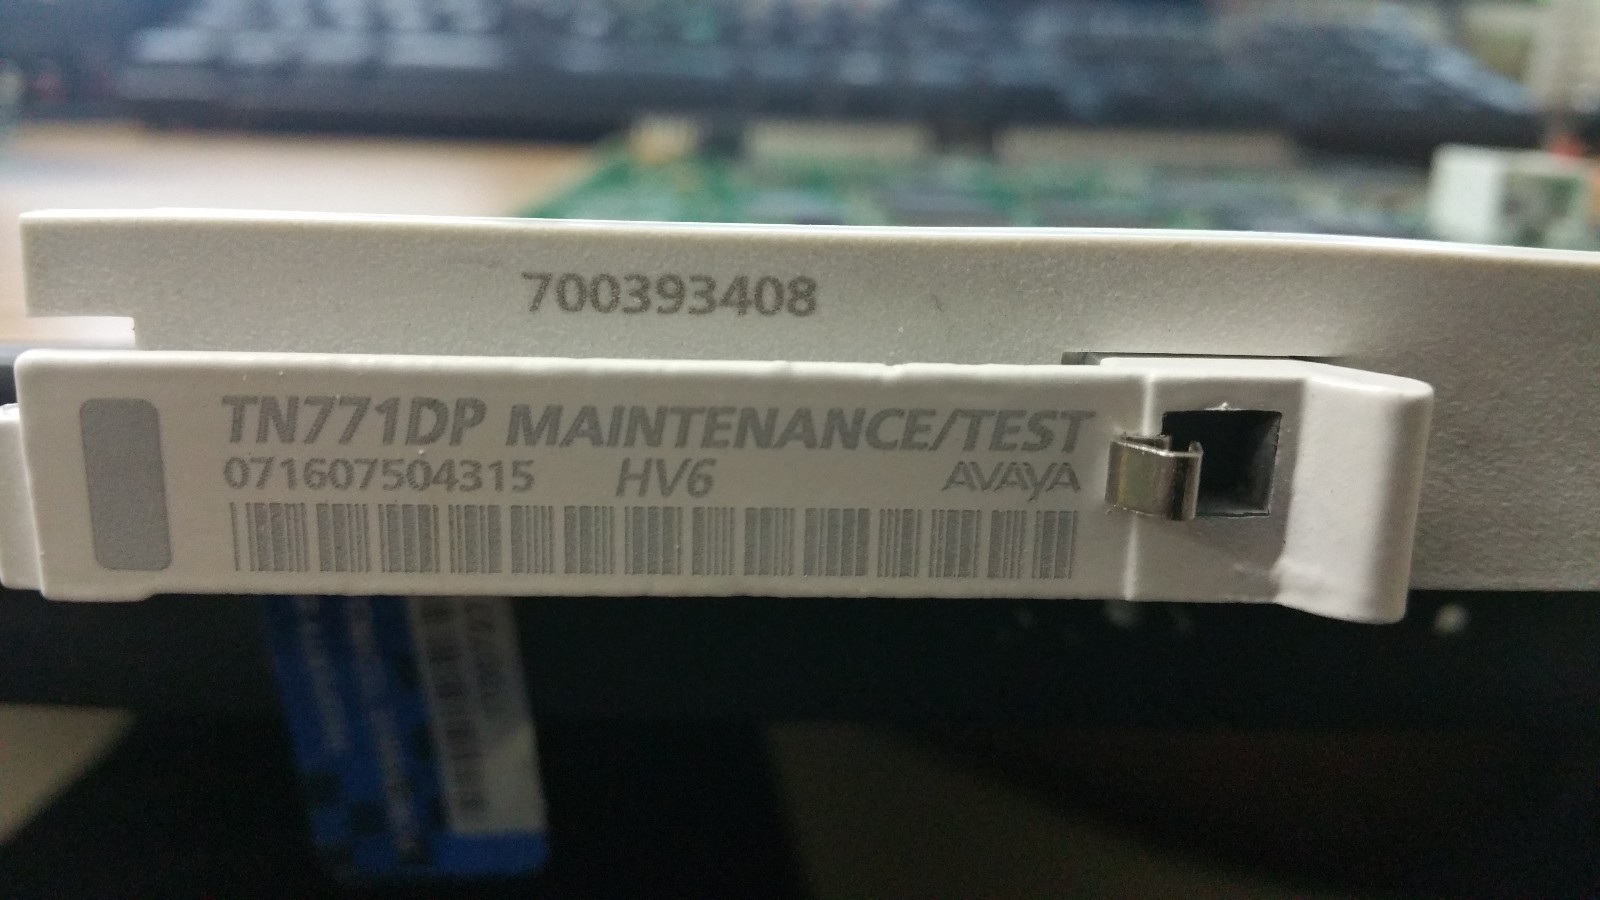 700393408
TN771DP MAINTENANCE/TEST
071607504315 HV6 AVAYA